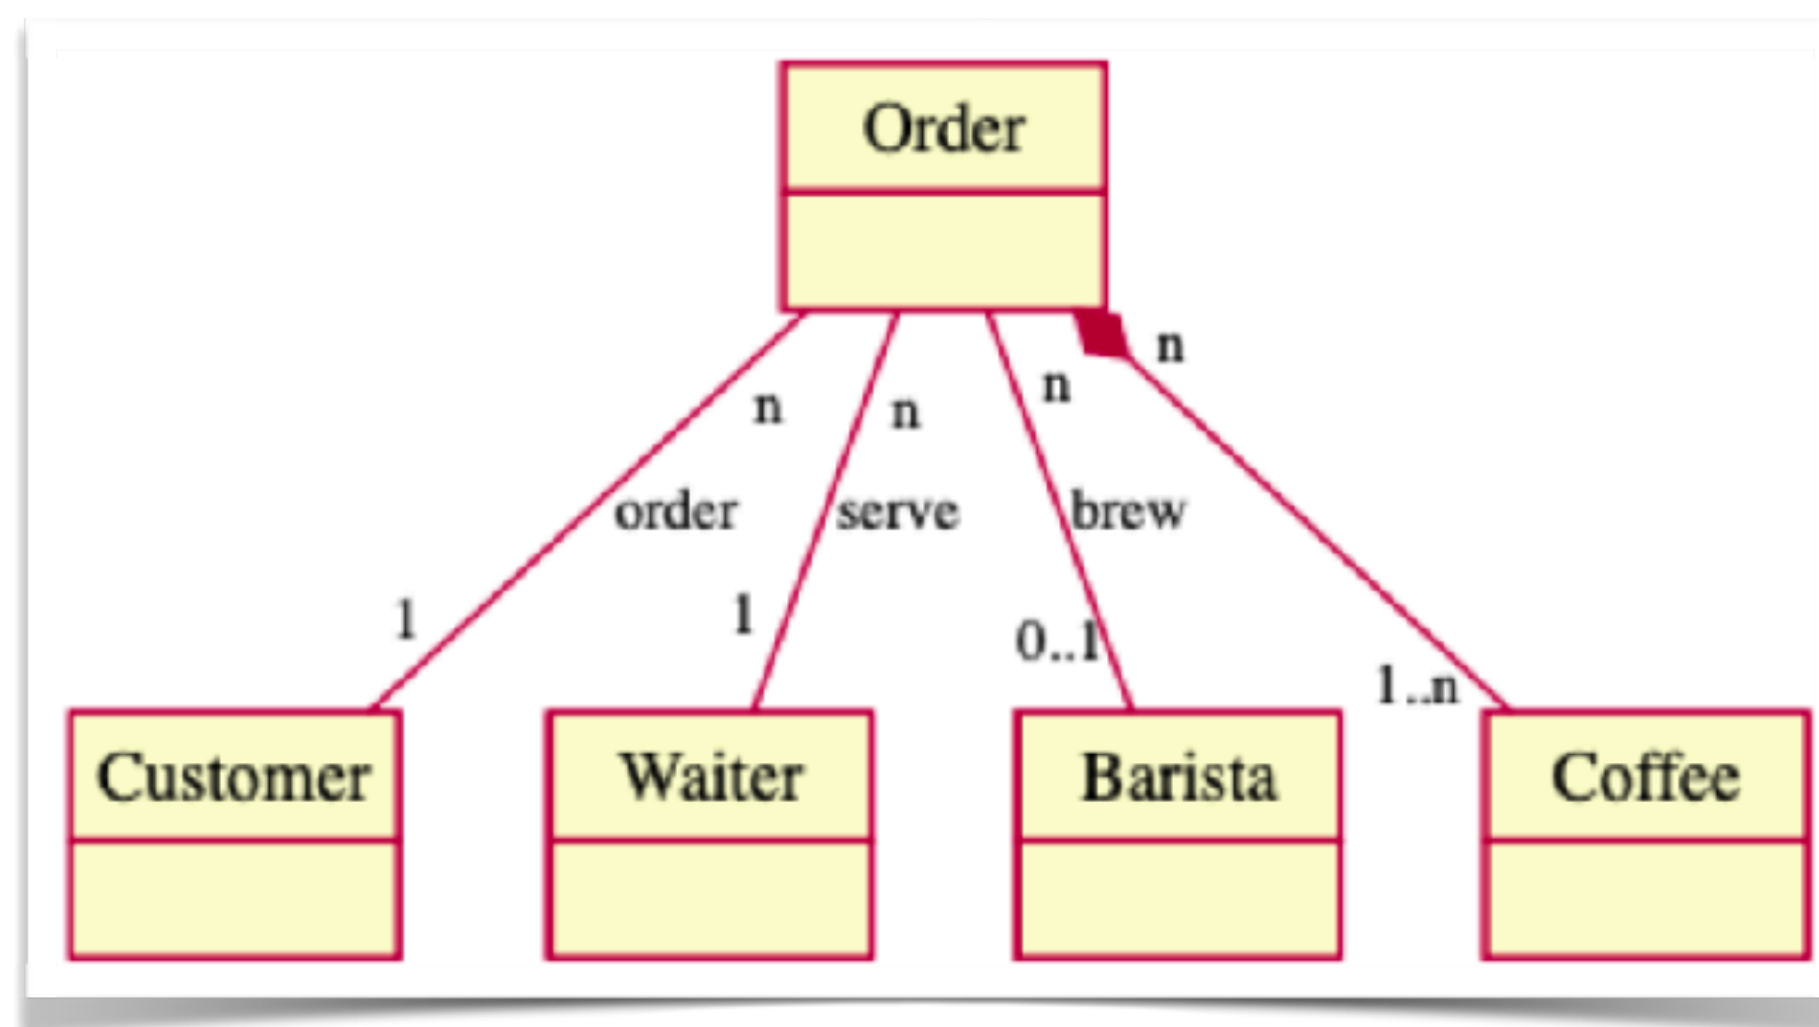 Order
n
n
n
n
order
serve
brew
1
1
0..1
1..n
Customer
Waiter
Barista
Coffee